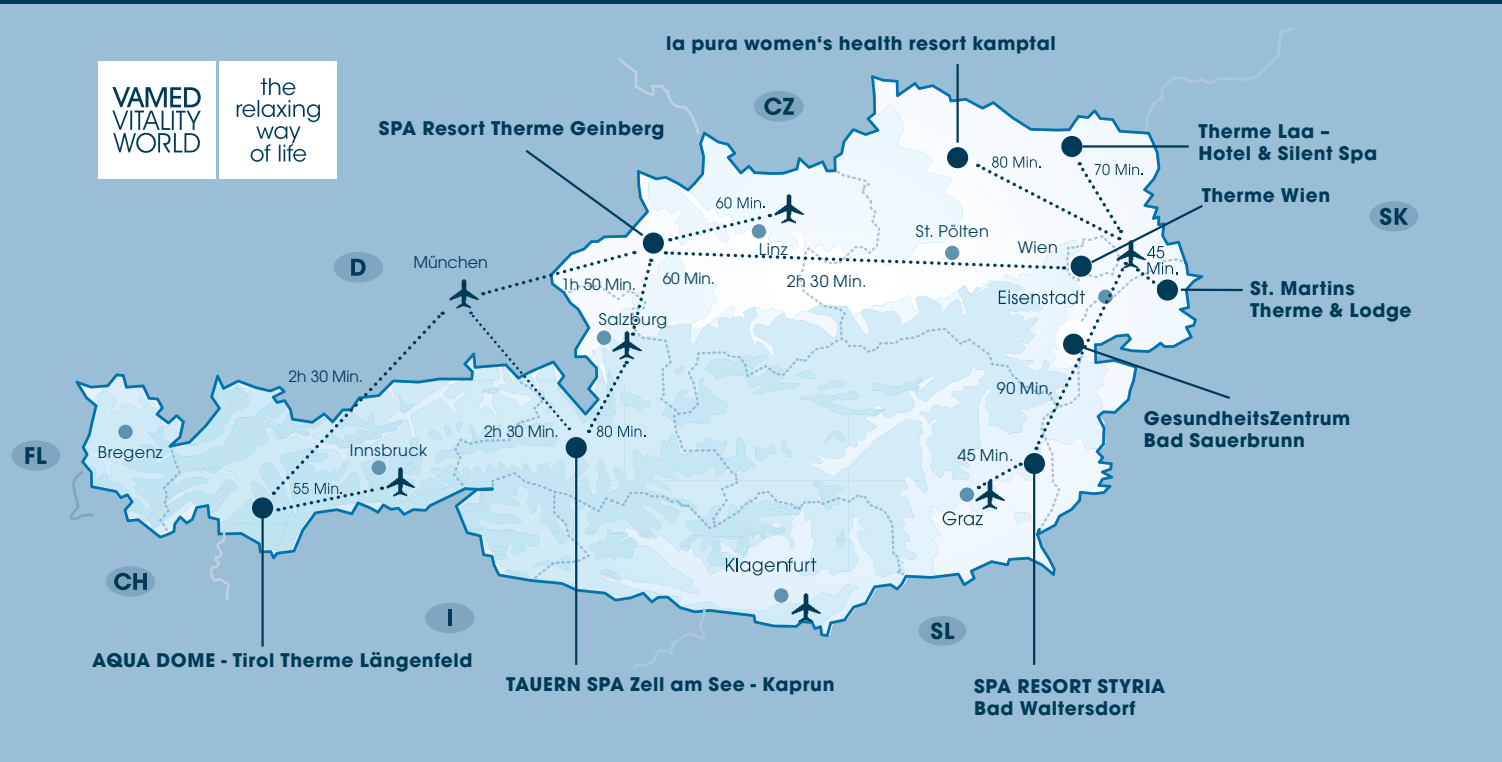 la pura women's health resort kamptal
VAMED
VITALITY
WORLD
the
relaxing
way
of life
CZ
SPA Resort Therme Geinberg
Therme Laa –
Hotel & Silent Spa
80 Min.
70 Min.
Therme Wien
60 Min.
SK
St. Pölten
Wien
Linz
45
Min.
D
München
1h 50 Min.
60 Min.
2h 30 Min.
Eisenstadt
St. Martins
Therme & Lodge
Salzburg
2h 30 Min.
90 Min.
GesundheitsZentrum
Bad Sauerbrunn
2h 30 Min.
80 Min.
FL
Bregenz
Innsbruck
45 Min.
55 Min.
Graz
Klagenfurt
CH
I
SL
AQUA DOME - Tirol Therme Längenfeld
TAUERN SPA Zell am See - Kaprun
SPA RESORT STYRIA
Bad Waltersdorf